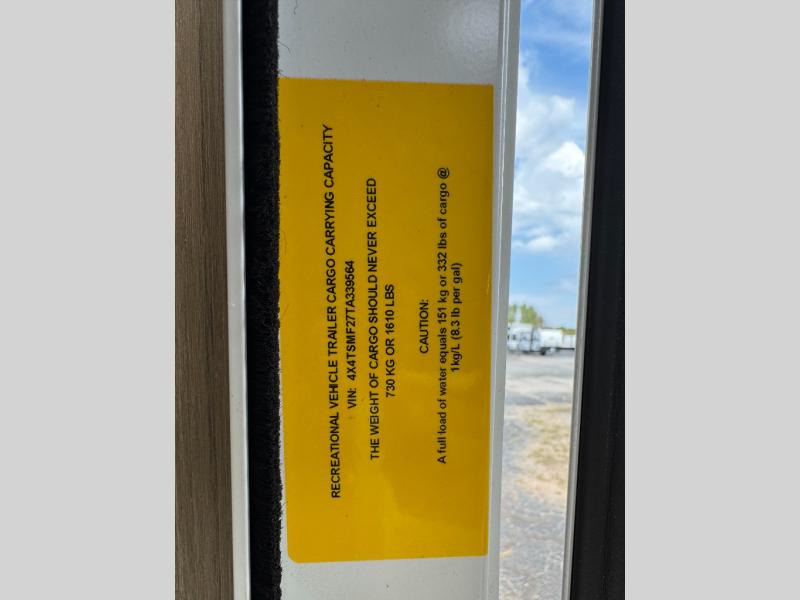 RECREATIONAL VEHICLE TRAILER CARGO CARRYING CAPACITY
VIN: 4X4TSMF27TA339564
THE WEIGHT OF CARGO SHOULD NEVER EXCEED
730 KG OR 1610 LBS
CAUTION:
A full load of water equals 151 kg or 332 lbs of cargo @
1kg/L (8.3 lb per gal)